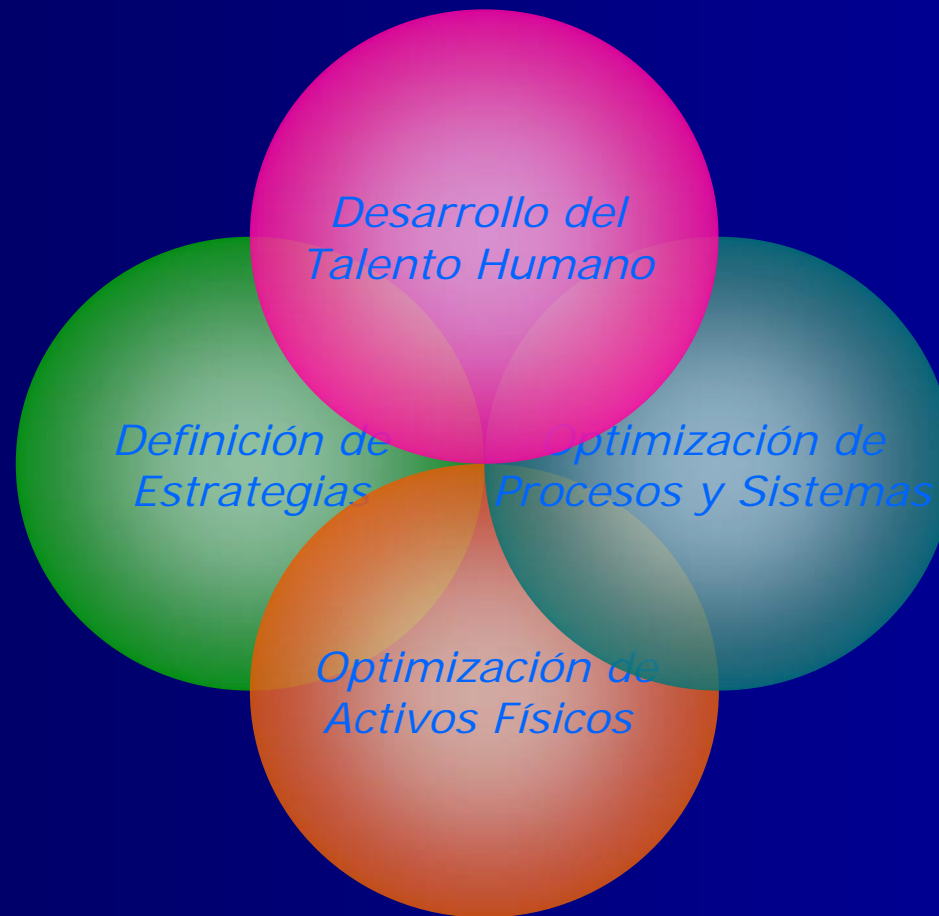 Desarrollo del
Talento Humano
Definición de
Estrategias
Optimización de
Procesos y Sistemas
Optimización de
Activos Físicos